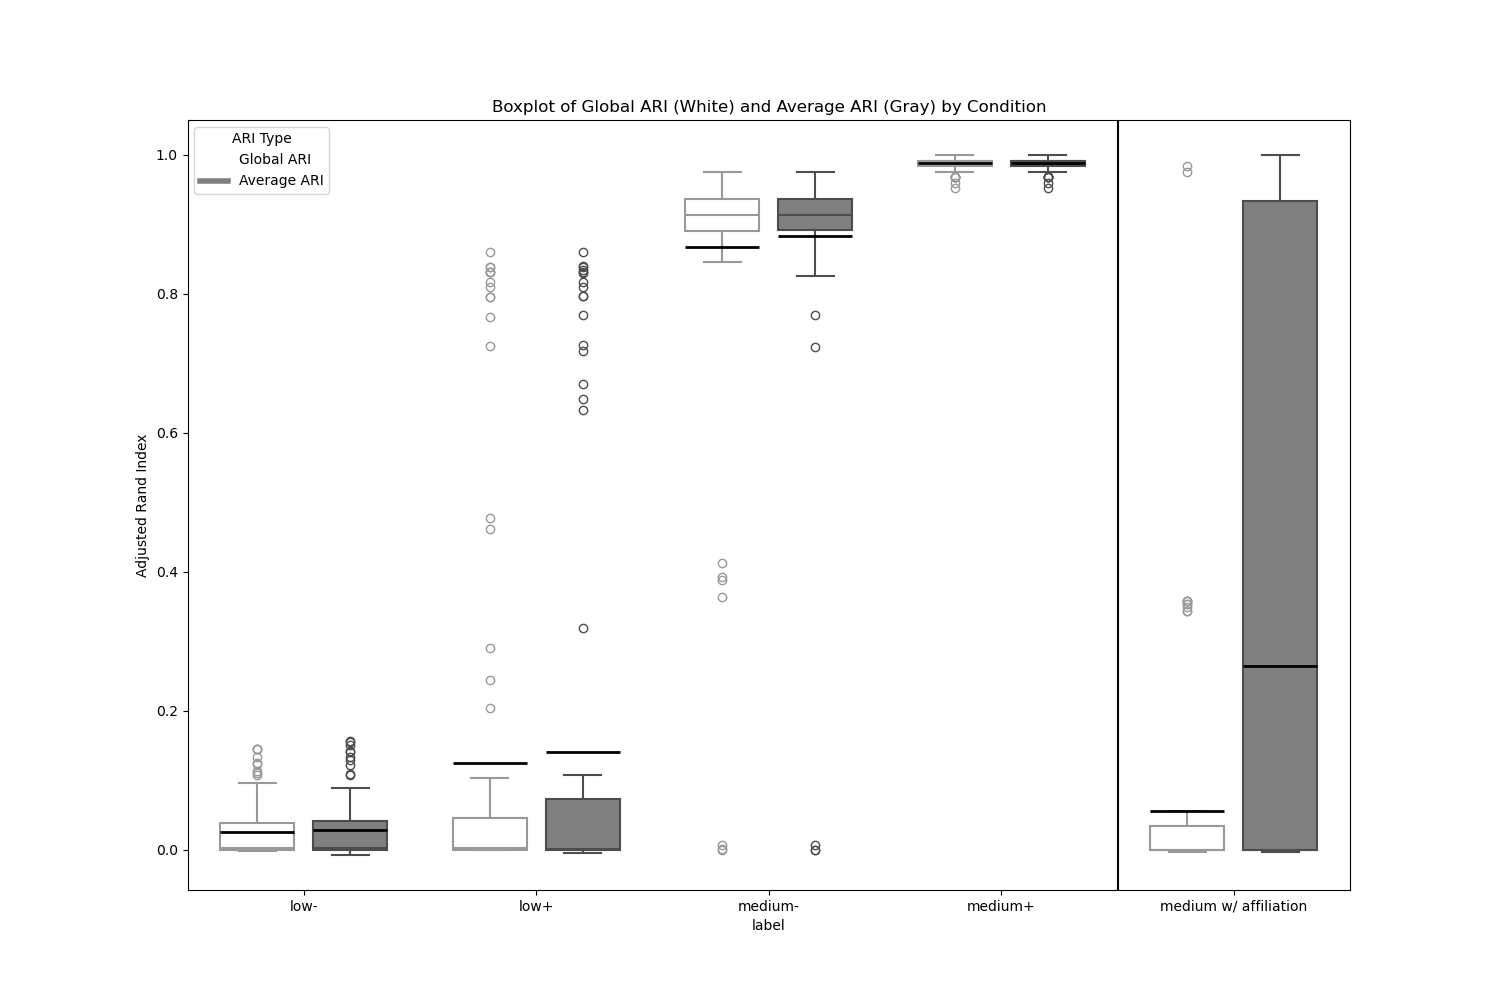 Boxplot of Global ARI (White) and Average ARI (Gray) by Condition
ARI Type
Global ARI
Average ARI
1.0
0.8
0.6
0.4
0.2
0.0
Adjusted Rand Index
low-
low+
medium-
medium+
medium w/ affiliation
label